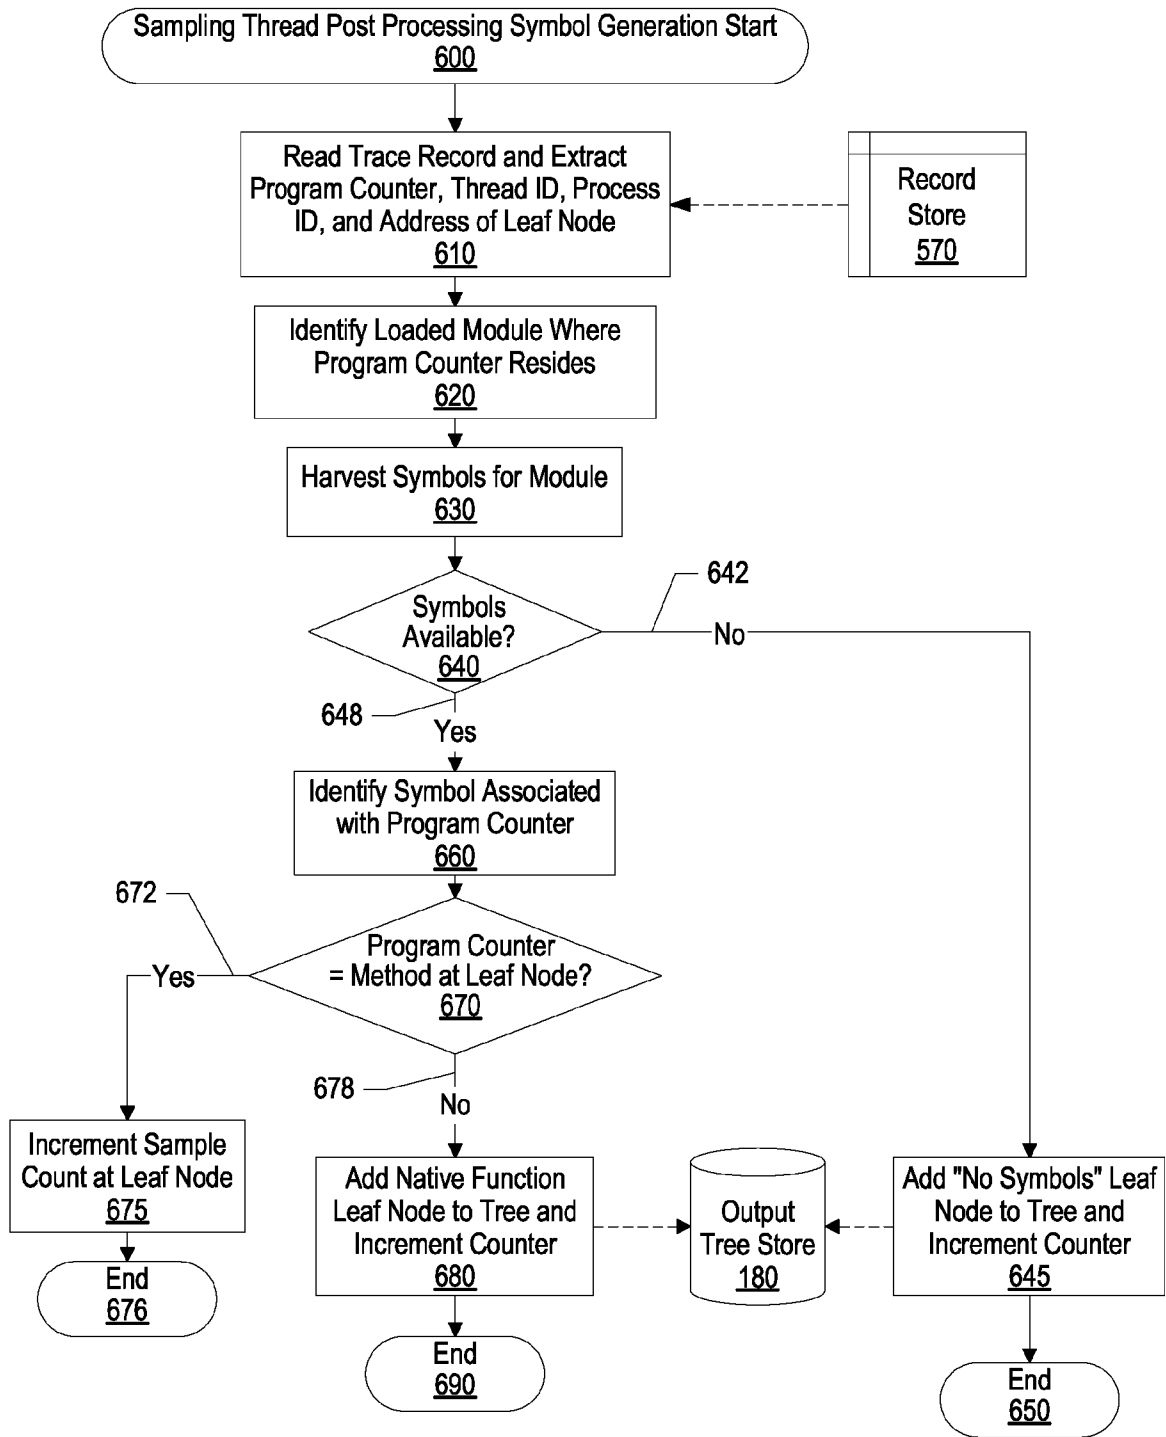 Sampling Thread Post Processing Symbol Generation Start
600
Read Trace Record and Extract
Program Counter, Thread ID, Process
ID, and Address of Leaf Node
610
Record
Store
570
Identify Loaded Module Where
Program Counter Resides
620
Harvest Symbols for Module
630
642
Symbols
Available?
640
No
648
Yes
Identify Symbol Associated
with Program Counter
660
672
Program Counter
= Method at Leaf Node?
670
Yes
678
No
Increment Sample
Count at Leaf Node
675
End
676
Add Native Function
Leaf Node to Tree and
Increment Counter
680
Output
Tree Store
180
Add "No Symbols" Leaf
Node to Tree and
Increment Counter
645
End
690
End
650